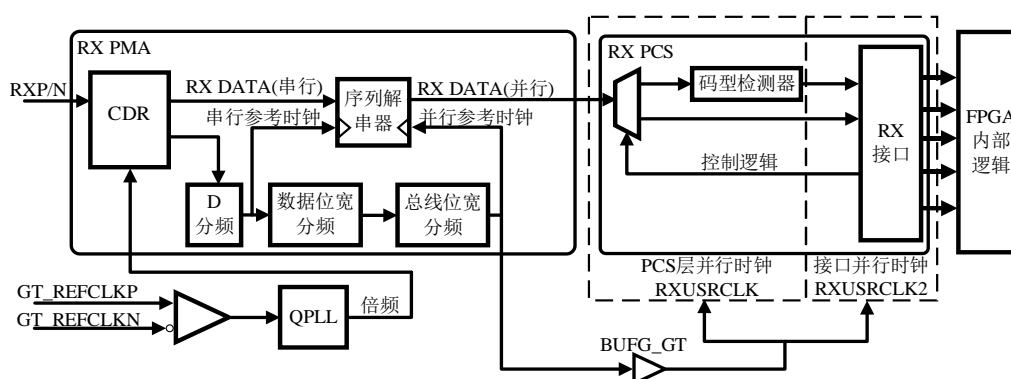 RX PMA
RX PCS
RXP/N
CDR
RX DATA(串行)
串行参考时钟
序列解
串器
RX DATA(并行)
并行参考时钟
码型检测器
控制逻辑
RX
接口
FPGA
内部
逻辑
D
分频
数据位宽
分频
总线位宽
分频
PCS层并行时钟
RXUSRCLK
接口并行时钟
RXUSRCLK2
GT_REFCLKP
GT_REFCLKN
QPLL
倍频
BUFG_GT